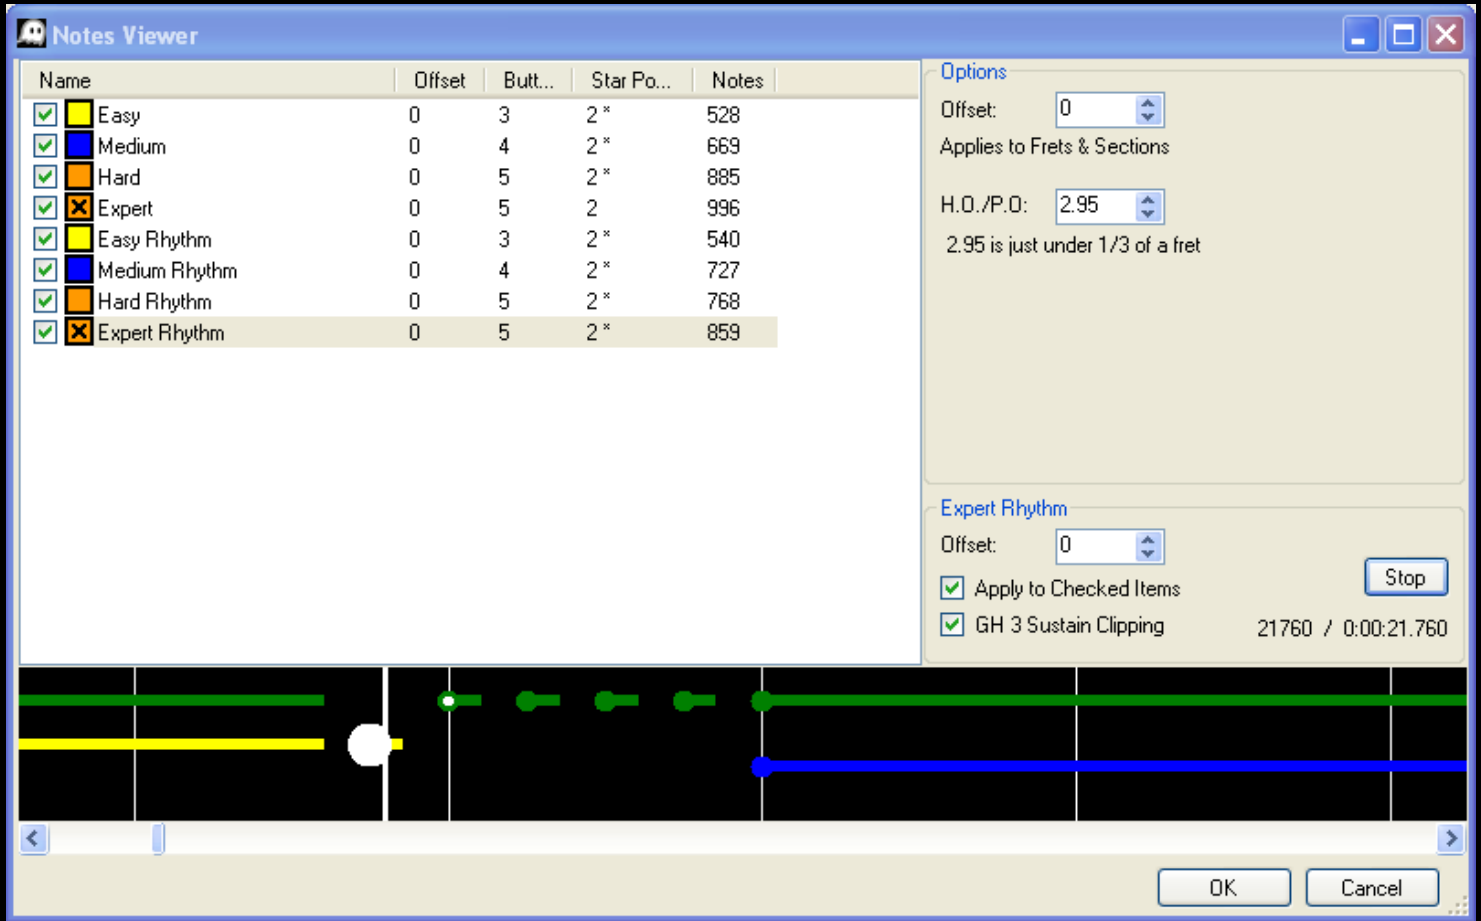 Notes Viewer
Name Offset Butt... Star Po... Notes
Easy 0 3 2 * 528
Medium 0 4 2 * 669
Hard 0 5 2 * 885
Expert 0 5 2 996
Easy Rhythm 0 3 2 * 540
Medium Rhythm 0 4 2 * 727
Hard Rhythm 0 5 2 * 768
Expert Rhythm 0 5 2 * 859
Options
Offset: 0
Applies to Frets & Sections
H.O./P.O: 2.95
2.95 is just under 1/3 of a fret
Expert Rhythm
Offset: 0
Apply to Checked Items
Stop
GH 3 Sustain Clipping
21760 / 0:00:21.760
OK Cancel